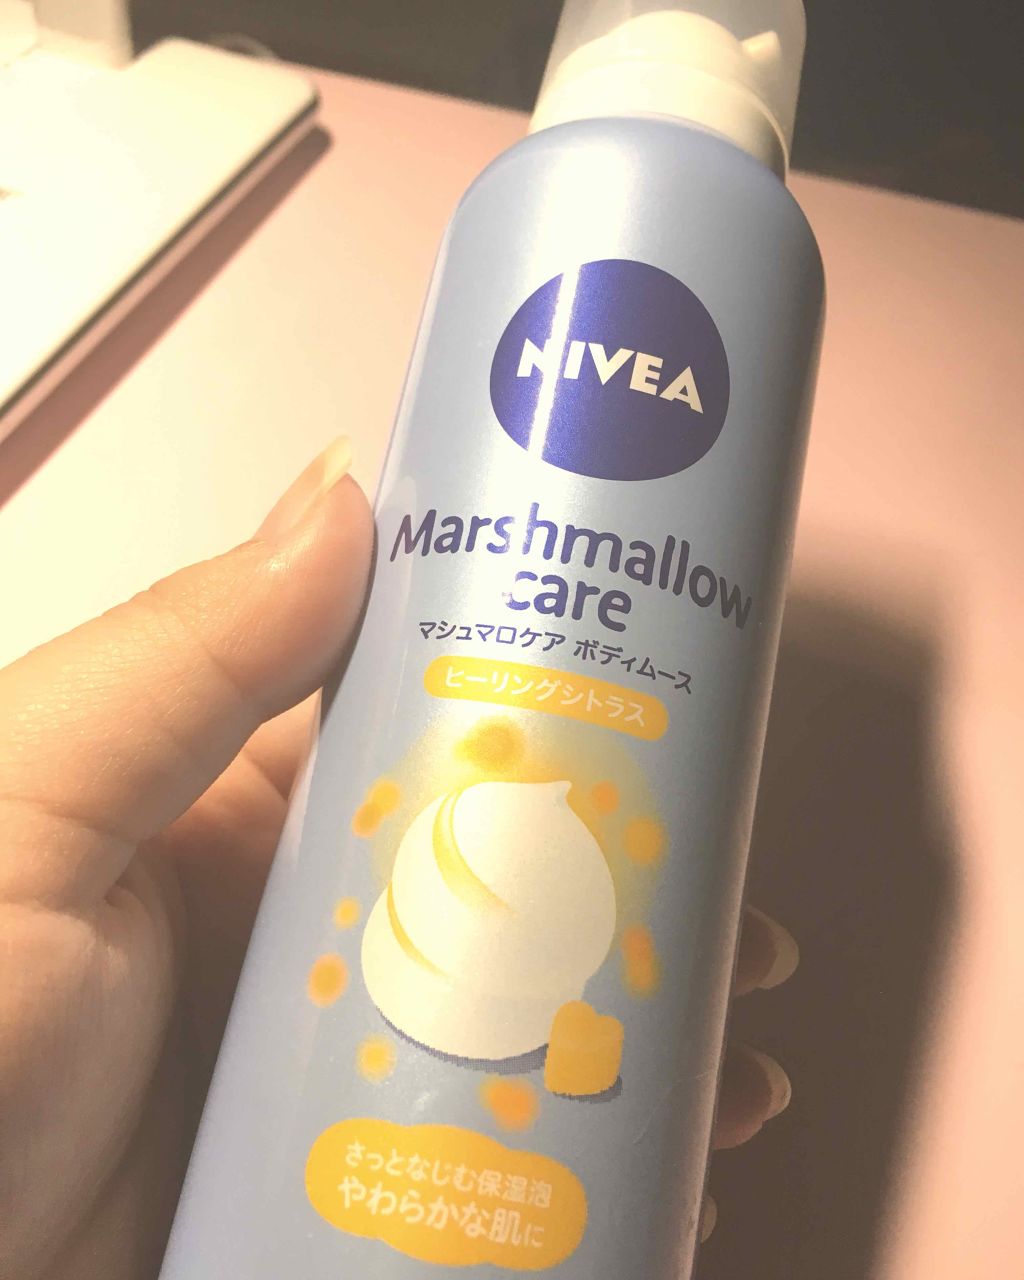 NIVEA
Marshmallow
care
マシュマロケア ボディムース
ヒーリングシトラス
さっとなじむ保湿泡
やわらかな肌に